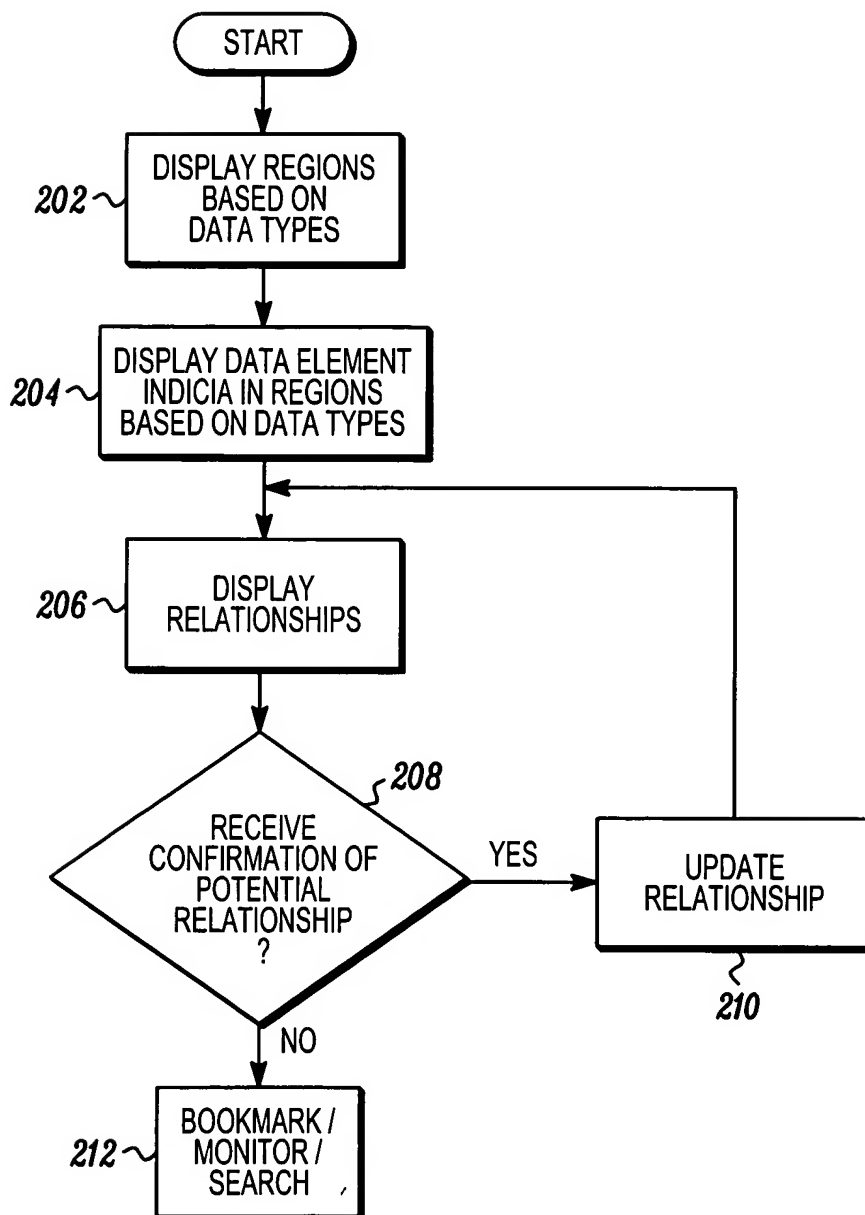 START
202
DISPLAY REGIONS
BASED ON
DATA TYPES
204
DISPLAY DATA ELEMENT
INDICIA IN REGIONS
BASED ON DATA TYPES
206
DISPLAY
RELATIONSHIPS
208
RECEIVE
CONFIRMATION OF
POTENTIAL
RELATIONSHIP
?
YES
UPDATE
RELATIONSHIP
210
NO
212
BOOKMARK /
MONITOR /
SEARCH